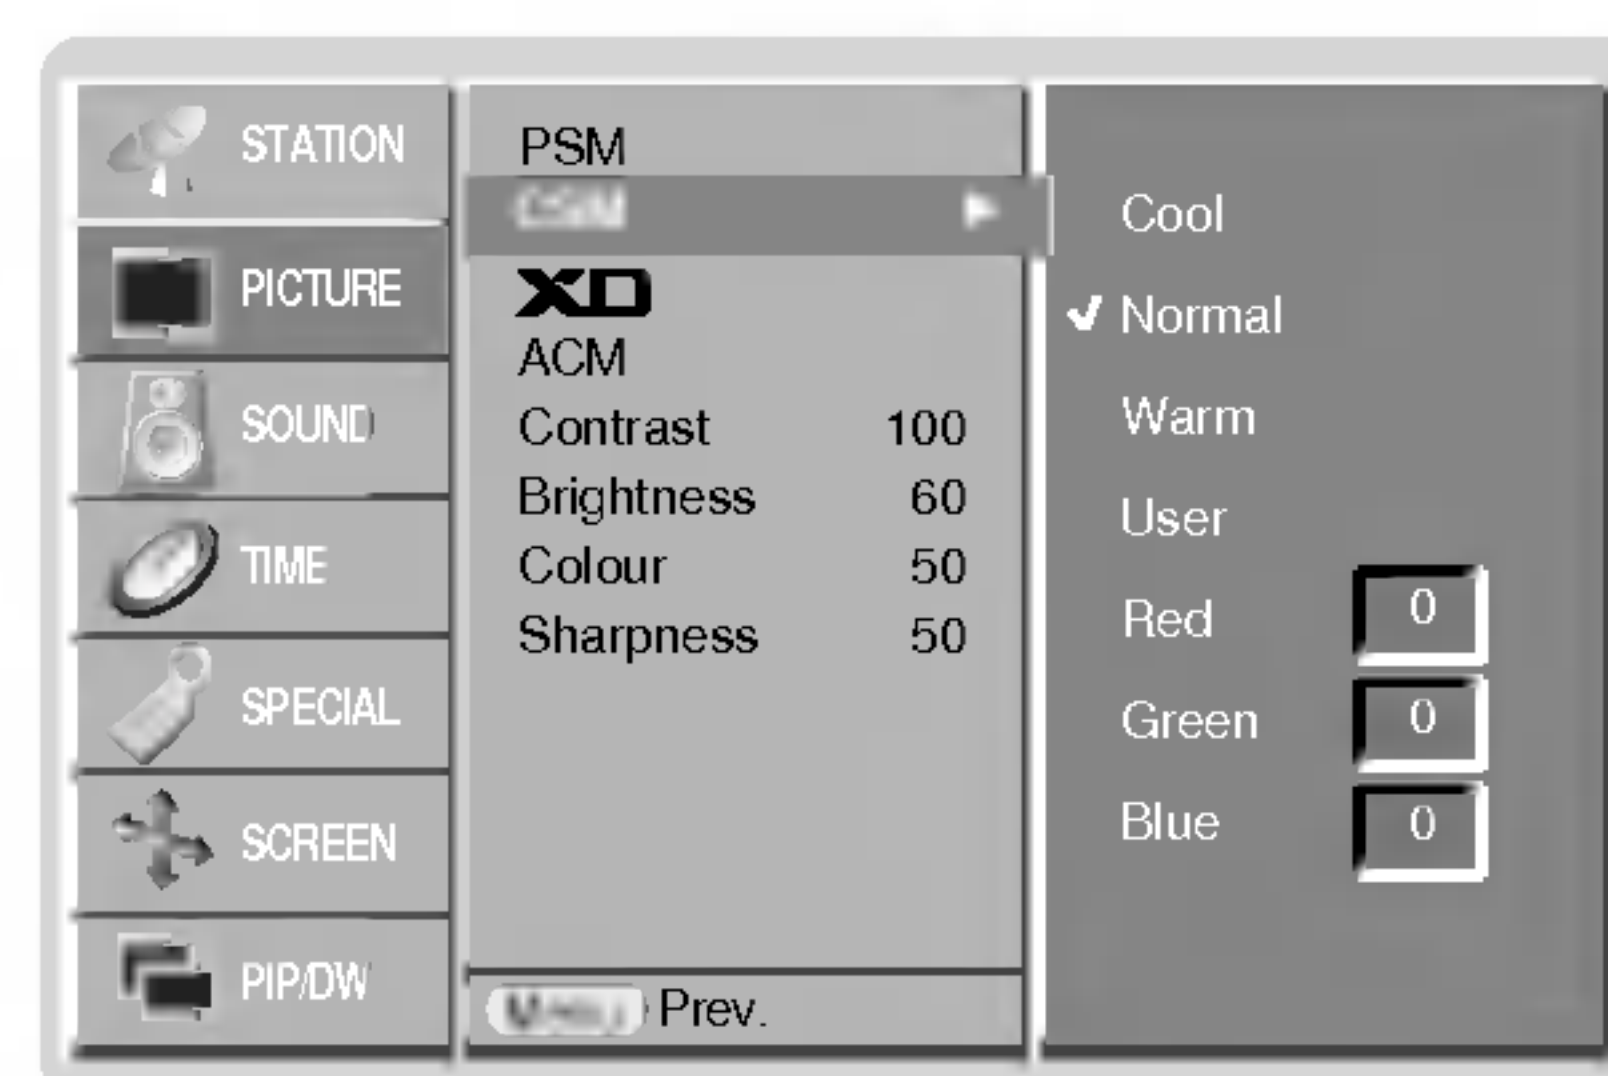 STATION
PICTURE
SOUND
TIME
SPECIAL
SCREEN
PIP/DW
PSM
CSM
XD
ACM
Contrast 100
Brightness 60
Colour 50
Sharpness 50
Prev.
Cool
Normal
Warm
User
Red 0
Green 0
Blue 0